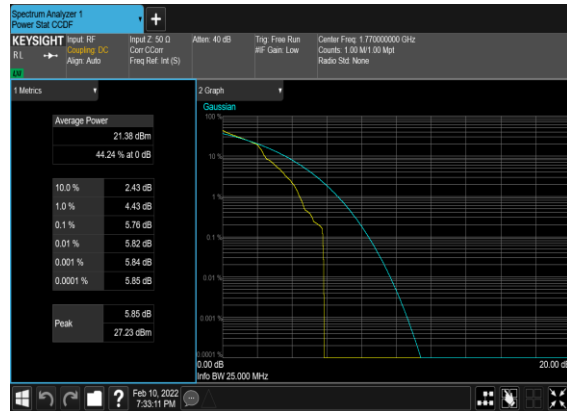 Spectrum Analyzer 1
Power Stat CCDF
KEYSIGHT
Input: RF
Coupling: DC
Align: Auto
Input Z: 50 Ω
Corr CCorr
Freq Ref: Int (S)
Atten: 40 dB
Trig: Free Run
#IF Gain: Low
Center Freq: 1.770000000 GHz
Counts: 1.00 M/1.00 Mpt
Radio Std: None
R L
1 Metrics
Average Power
21.38 dBm
44.24 % at 0 dB
10.0 % 2.43 dB
1.0 % 4.43 dB
0.1 % 5.76 dB
0.01 % 5.82 dB
0.001 % 5.84 dB
0.0001 % 5.85 dB
Peak
5.85 dB
27.23 dBm
2 Graph
Gaussian
100 %
10 %
1 %
0.1 %
0.01 %
0.001 %
0.0001 %
0.00 dB
20.00 dB
Info BW 25.000 MHz
?
Feb 10, 2022
7:33:11 PM